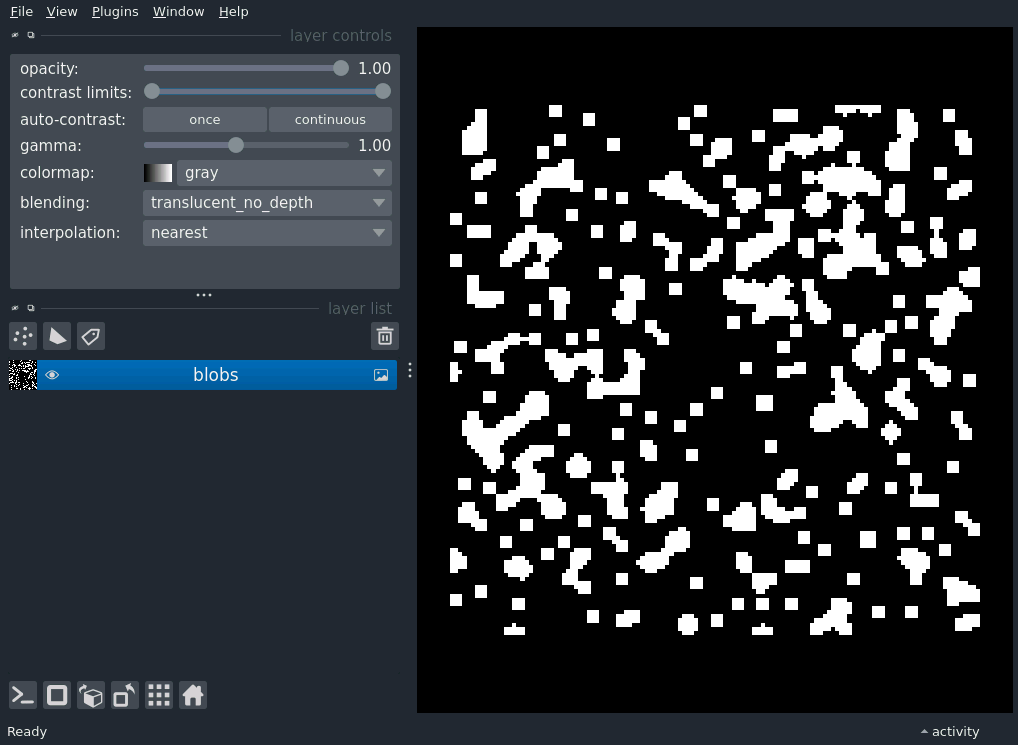 File View Plugins Window Help
layer controls
opacity: 1.00
contrast limits:
auto-contrast: once continuous
gamma: 1.00
colormap: gray
blending: translucent_no_depth
interpolation: nearest
layer list
blobs
Ready
activity